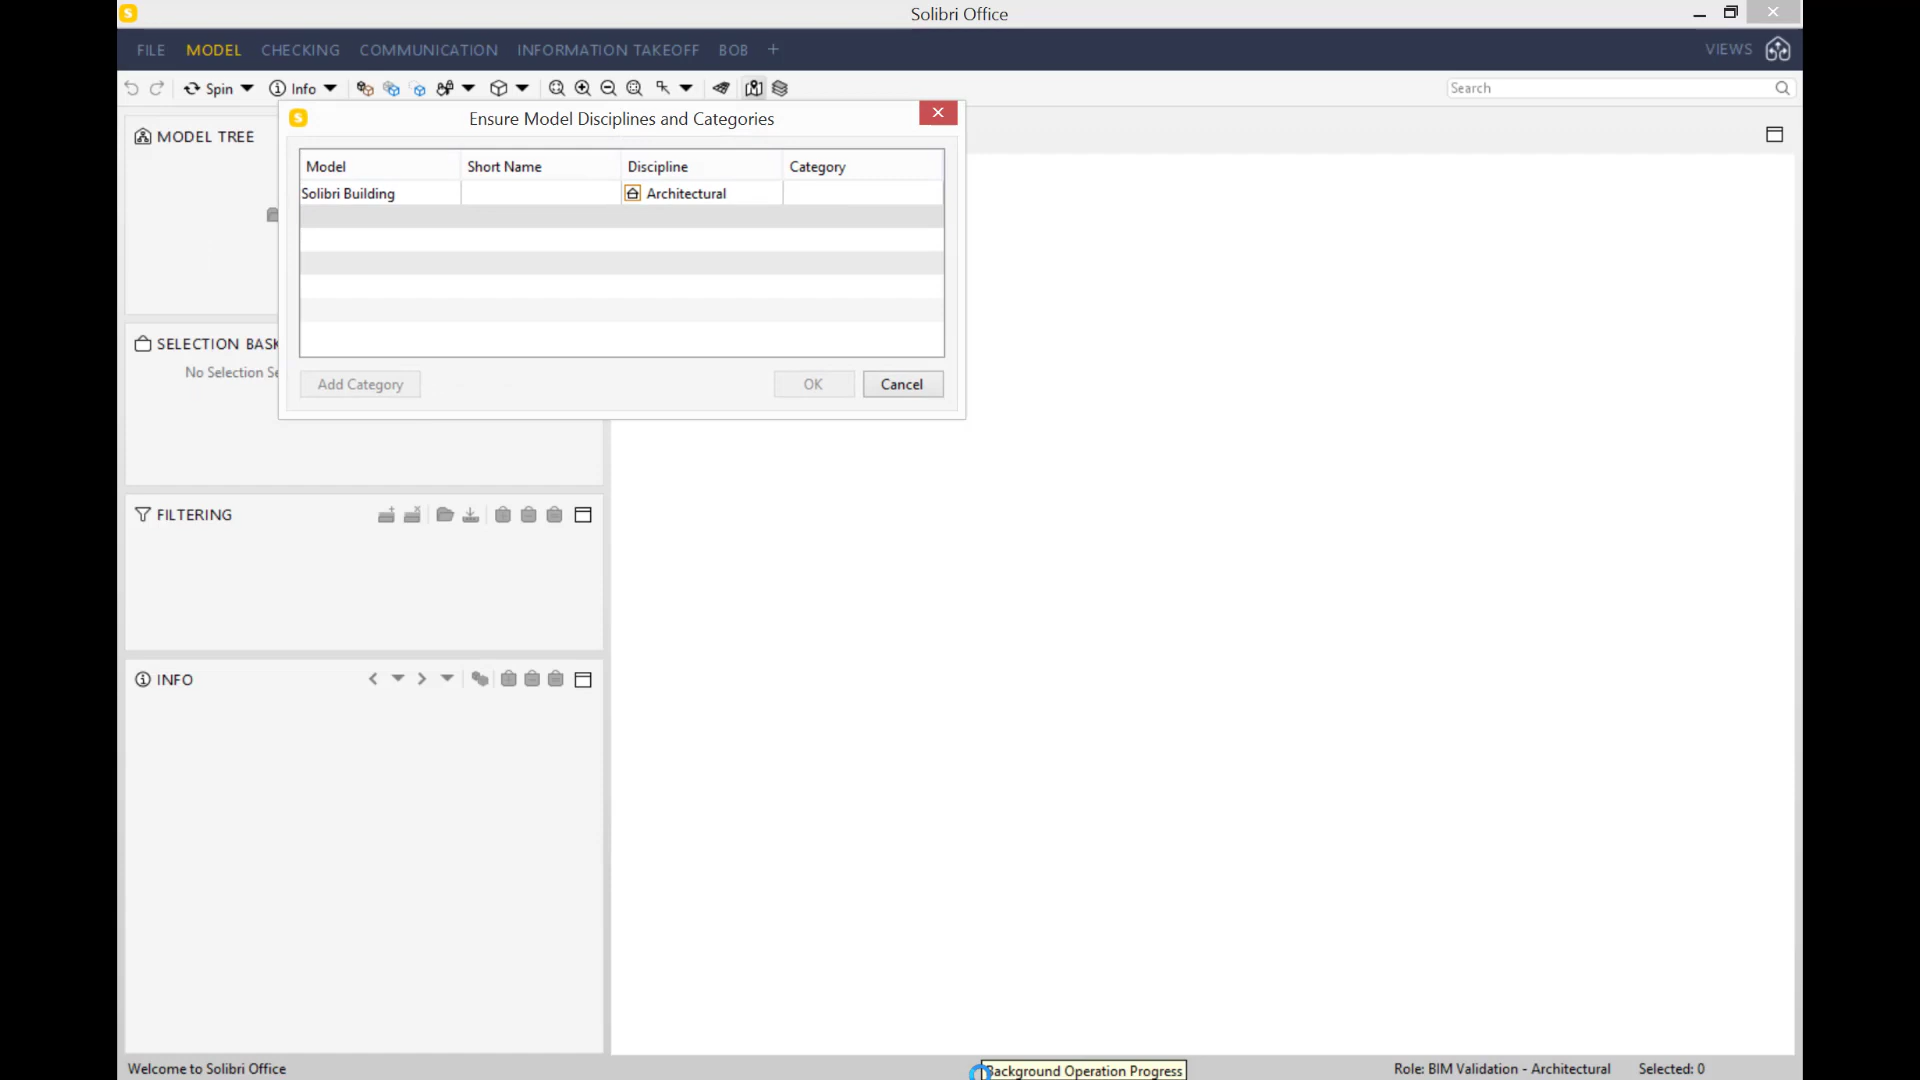 Solibri Office
FILE MODEL CHECKING COMMUNICATION INFORMATION TAKEOFF BOB +
VIEWS
Spin Info
Search
Ensure Model Disciplines and Categories
MODEL TREE
Model Short Name Discipline Category
Solibri Building Architectural
SELECTION BASK
No Selection Se
Add Category OK Cancel
FILTERING
INFO
Welcome to Solibri Office
Background Operation Progress
Role: BIM Validation - Architectural Selected: 0